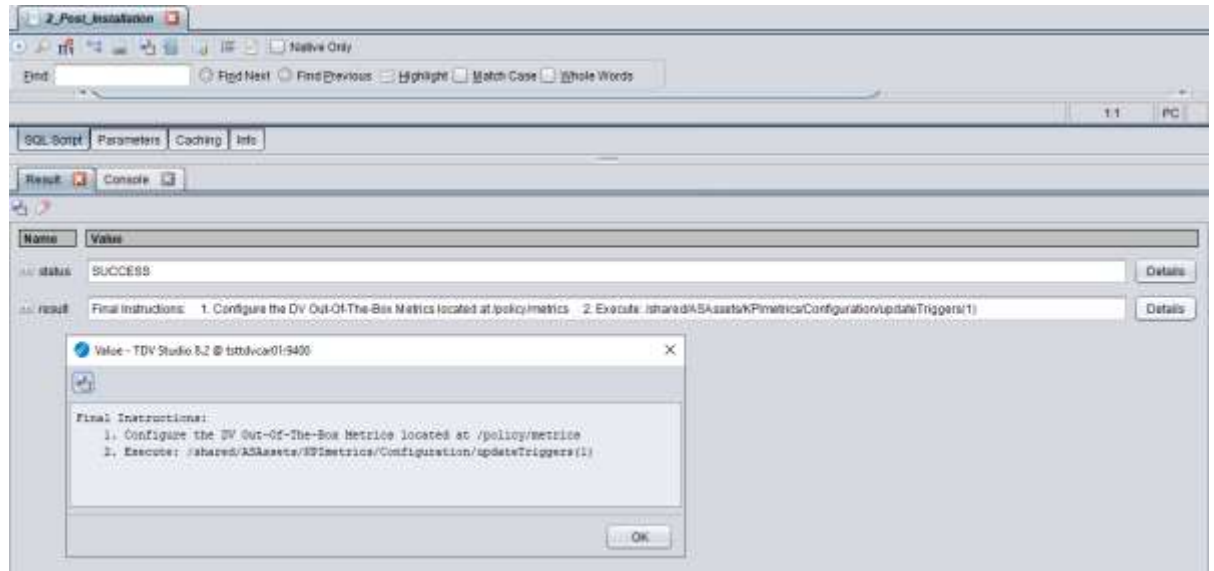 2_Post_Installation
Native Only
Find: Find Next Find Previous Highlight Match Case Whole Words
1:1 PC
SQL Script Parameters Caching Info
Result Console
Name Value
status SUCCESS Details
result Final Instructions: 1. Configure the DV Out-Of-The-Box Metrics located at /policy/metrics 2. Execute: /shared/ASAssets/KPImetrics/Configuration/updateTriggers(1) Details
Value - TDV Studio 8.2 @ tsttdvcar01:9400
Final Instructions:
1. Configure the DV Out-Of-The-Box Metrics located at /policy/metrics
2. Execute: /shared/ASAssets/KPImetrics/Configuration/updateTriggers(1)
OK